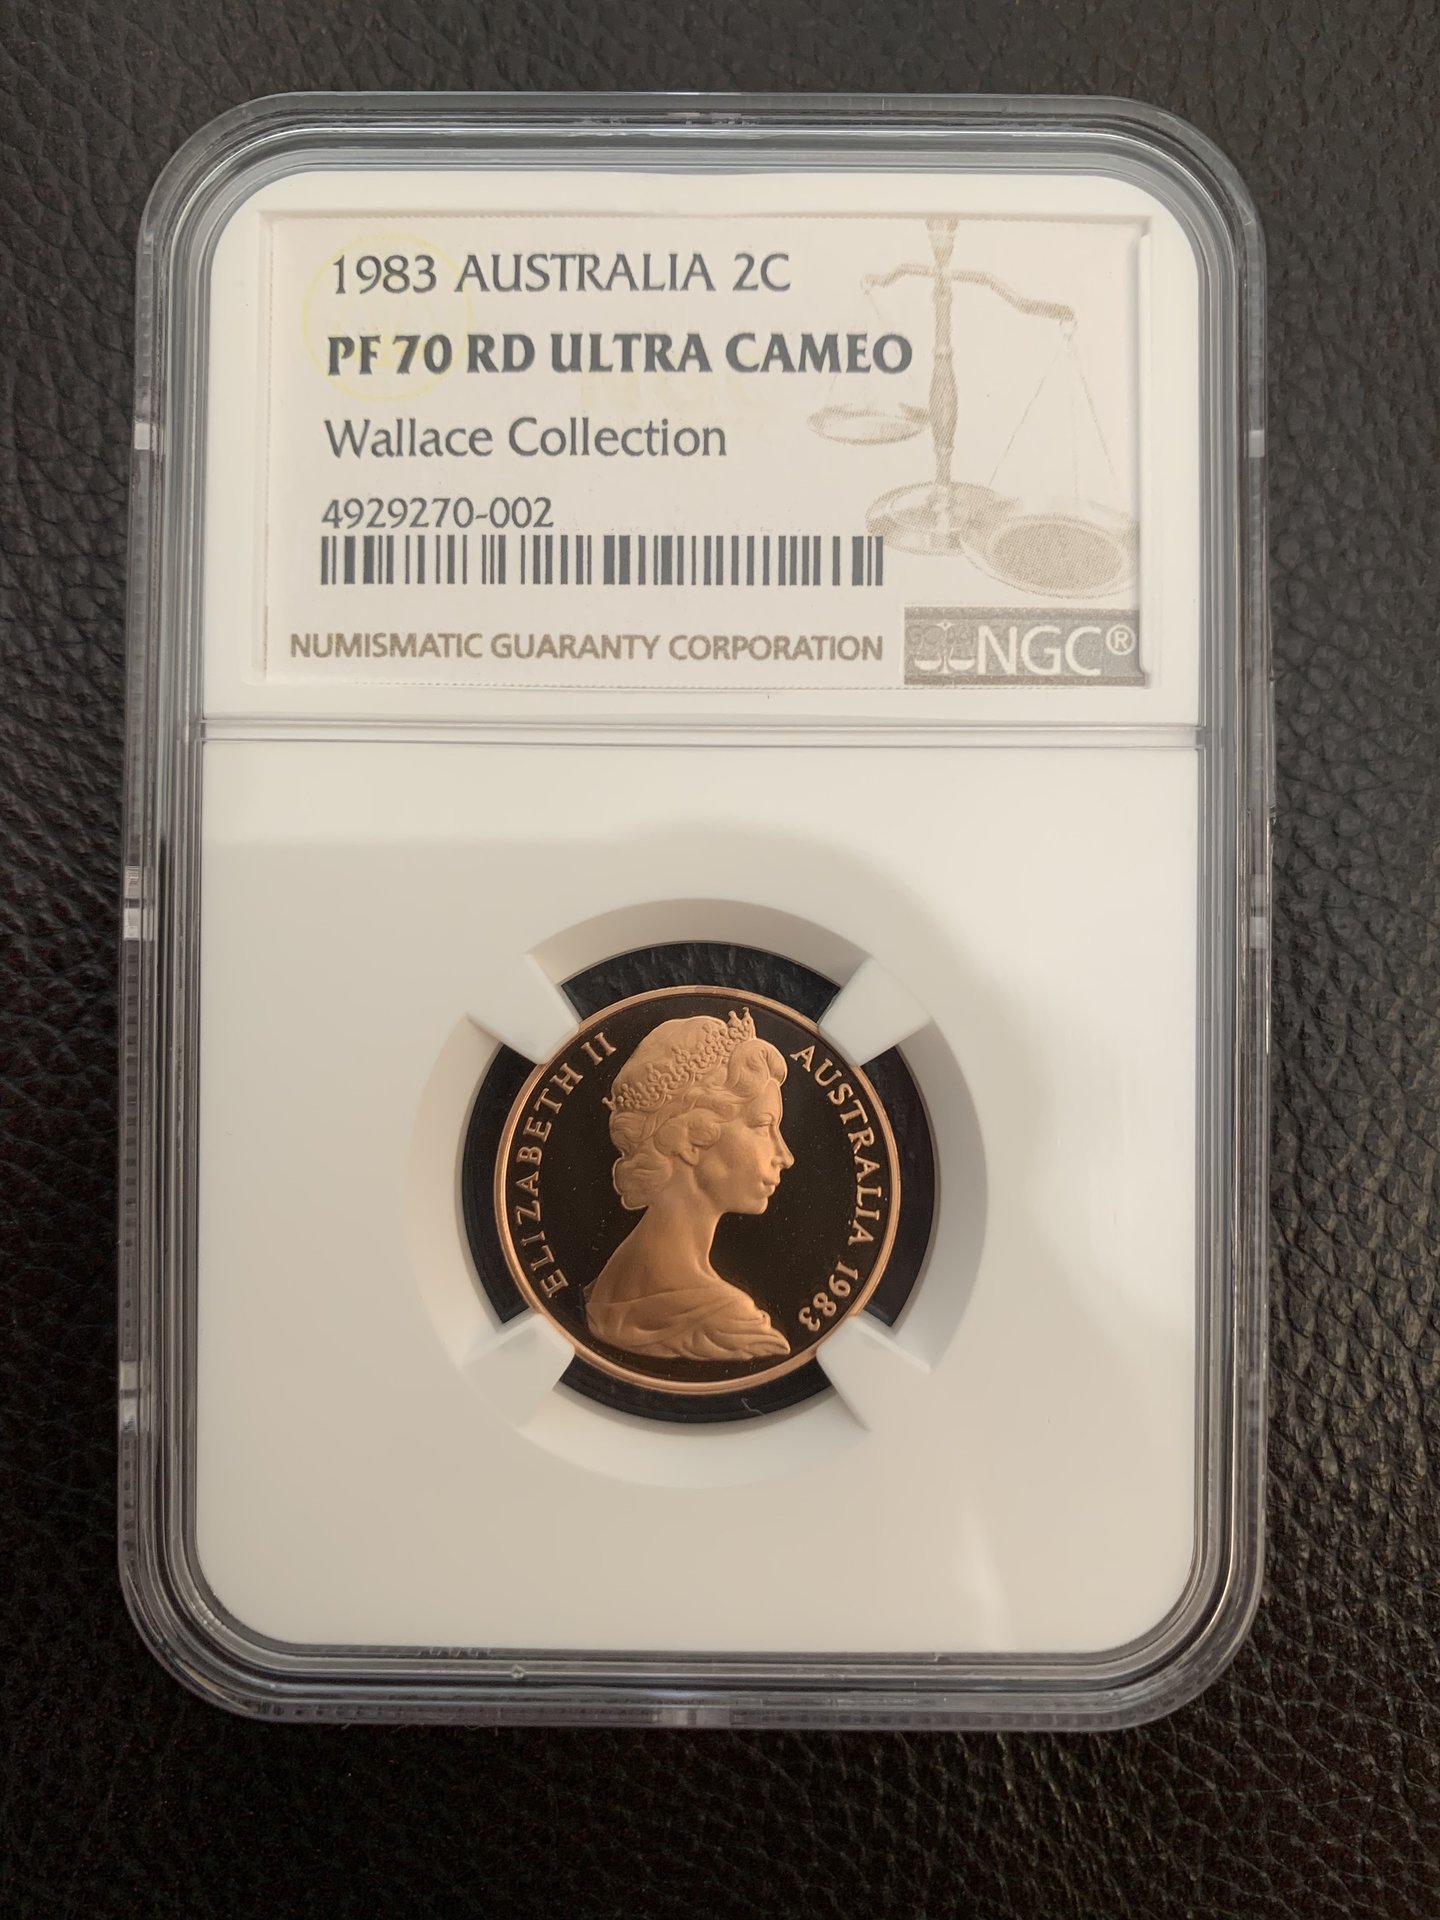 1983 AUSTRALIA 2C
PF 70 RD ULTRA CAMEO
Wallace Collection
4929270-002
NUMISMATIC GUARANTY CORPORATION
NGC®
ELIZABETH II
AUSTRALIA 1983